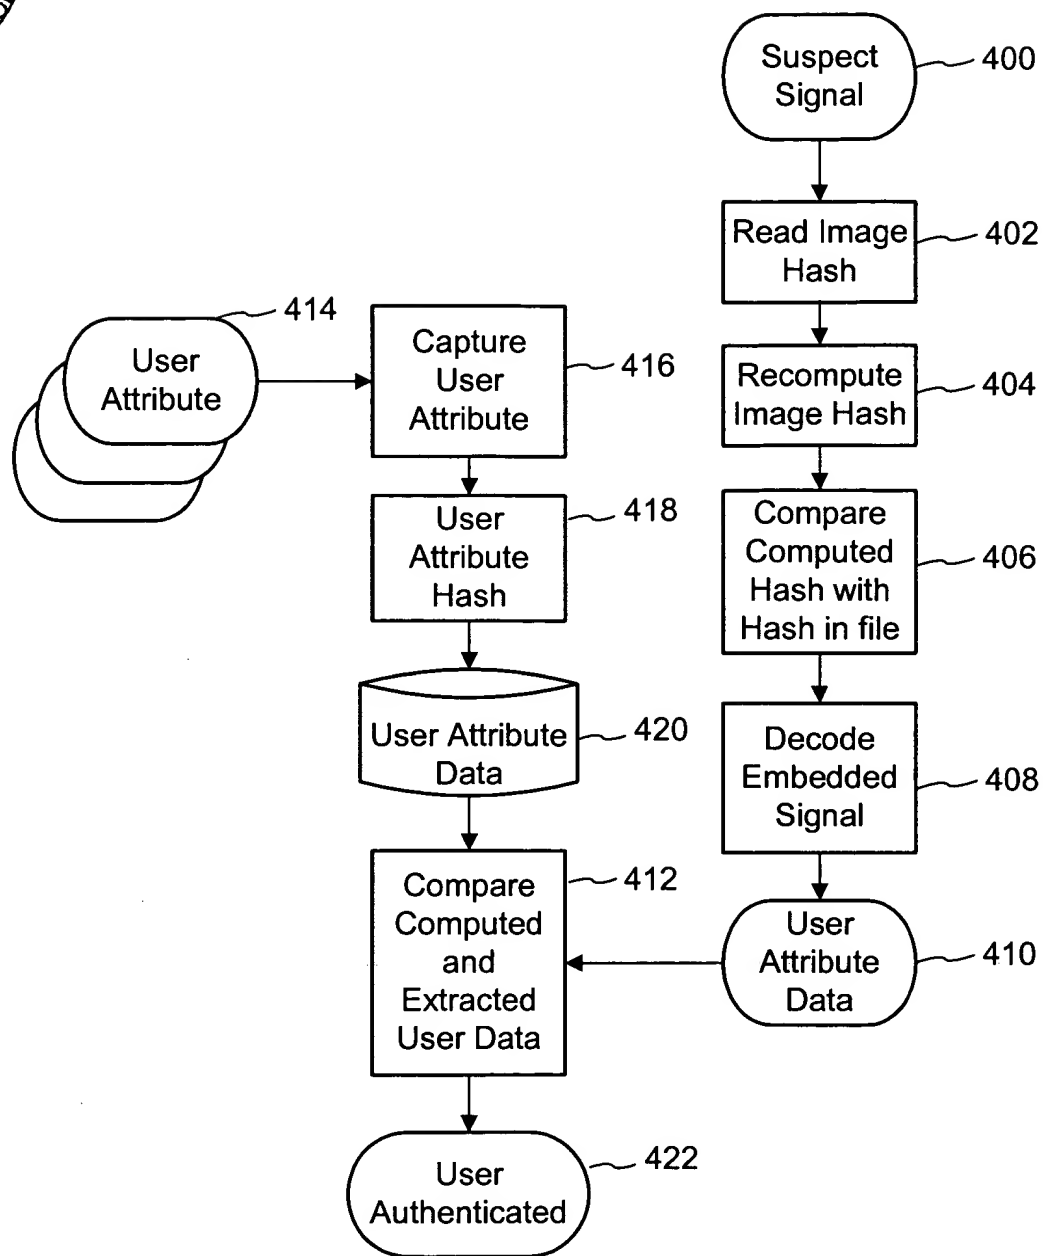 Suspect
Signal
400
Read Image
Hash
402
Recompute
Image Hash
404
Compare
Computed
Hash with
Hash in file
406
Decode
Embedded
Signal
408
User
Attribute
Data
410
414
User
Attribute
Capture
User
Attribute
416
User
Attribute
Hash
418
User Attribute
Data
420
Compare
Computed
and
Extracted
User Data
412
User
Authenticated
422